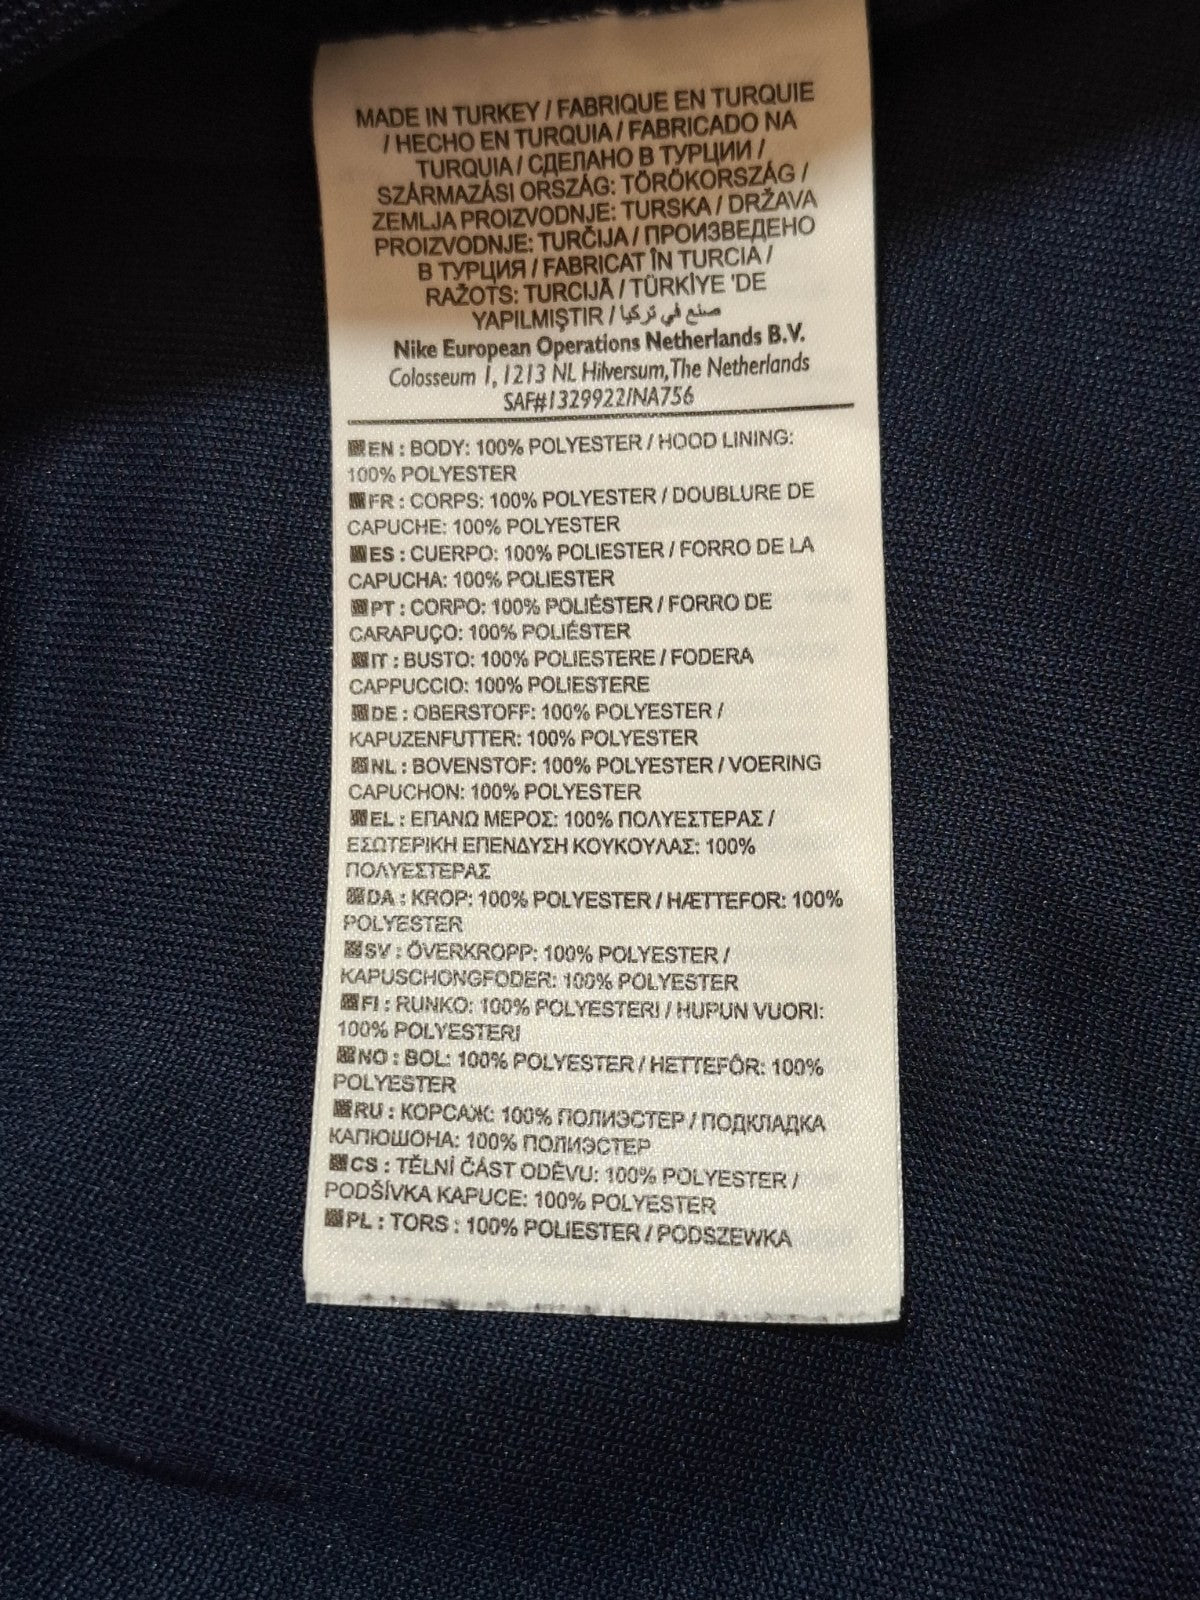 MADE IN TURKEY / FABRIQUE EN TURQUIE
/ HECHO EN TURQUIA / FABRICADO NA
TURQUIA / СДЕЛАНО В ТУРЦИИ /
SZÁRMAZÁSI ORSZÁG: TÖRÖKORSZÁG /
ZEMLJA PROIZVODNJE: TURSKA / DRŽAVA
PROIZVODNJE: TURČIJA / ПРОИЗВЕДЕНО
В ТУРЦИЯ / FABRICAT ÎN TURCIA /
RAŽOTS: TURCIJĀ / TÜRKİYE 'DE
YAPILMIŞTIR / صنع في تركيا
Nike European Operations Netherlands B.V.
Colosseum 1, 1213 NL Hilversum, The Netherlands
SAF#1329922/NA756
EN : BODY: 100% POLYESTER / HOOD LINING:
100% POLYESTER
FR : CORPS: 100% POLYESTER / DOUBLURE DE
CAPUCHE: 100% POLYESTER
ES : CUERPO: 100% POLIESTER / FORRO DE LA
CAPUCHA: 100% POLIESTER
PT : CORPO: 100% POLIÉSTER / FORRO DE
CARAPUÇO: 100% POLIÉSTER
IT : BUSTO: 100% POLIESTERE / FODERA
CAPPUCCIO: 100% POLIESTERE
DE : OBERSTOFF: 100% POLYESTER /
KAPUZENFUTTER: 100% POLYESTER
NL : BOVENSTOF: 100% POLYESTER / VOERING
CAPUCHON: 100% POLYESTER
EL : ΕΠΑΝΩ ΜΕΡΟΣ: 100% ΠΟΛΥΕΣΤΕΡΑΣ /
ΕΣΩΤΕΡΙΚΗ ΕΠΕΝΔΥΣΗ ΚΟΥΚΟΥΛΑΣ: 100%
ΠΟΛΥΕΣΤΕΡΑΣ
DA : KROP: 100% POLYESTER / HÆTTEFOR: 100%
POLYESTER
SV : ÖVERKROPP: 100% POLYESTER /
KAPUSCHONGFODER: 100% POLYESTER
FI : RUNKO: 100% POLYESTERI / HUPUN VUORI:
100% POLYESTERI
NO : BOL: 100% POLYESTER / HETTEFÔR: 100%
POLYESTER
RU : КОРСАЖ: 100% ПОЛИЭСТЕР / ПОДКЛАДКА
КАПЮШОНА: 100% ПОЛИЭСТЕР
CS : TĚLNÍ ČÁST ODĚVU: 100% POLYESTER /
PODŠÍVKA KAPUCE: 100% POLYESTER
PL : TORS : 100% POLIESTER / PODSZEWKA